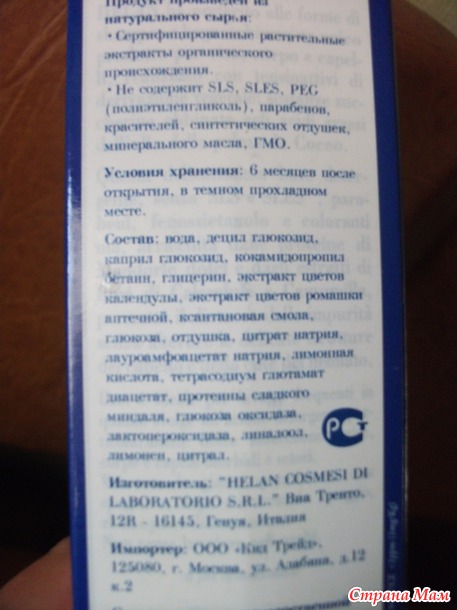 Продукт произведен из
натурального сырья:
• Сертифицированные растительные
экстракты органического
происхождения.
• Не содержит SLS, SLES, PEG
(полиэтиленгликоль), парабенов,
красителей, синтетических отдушек,
минерального масла, ГМО.
Условия хранения: 6 месяцев после
открытия, в темном прохладном
месте.
Состав: вода, децил глюкозид,
каприл глюкозид, кокамидопропил
бетаин, глицерин, экстракт цветов
календулы, экстракт цветов ромашки
аптечной, ксантановая смола,
глюкоза, отдушка, цитрат натрия,
лауроамфоацетат натрия, лимонная
кислота, тетрасодиум глютамат
диацетат, протеины сладкого
миндаля, глюкоза оксидаза,
лактопероксидаза, линалоол,
лимонен, цитрал.
РСТ
Изготовитель: "HELAN COSMESI DI
LABORATORIO S.R.L." Виа Тренто,
12R - 16145, Генуя, Италия
Импортер: ООО «Кид Трейд»,
125080, г. Москва, ул. Алабяна, д.12
к.2
Страна Мам